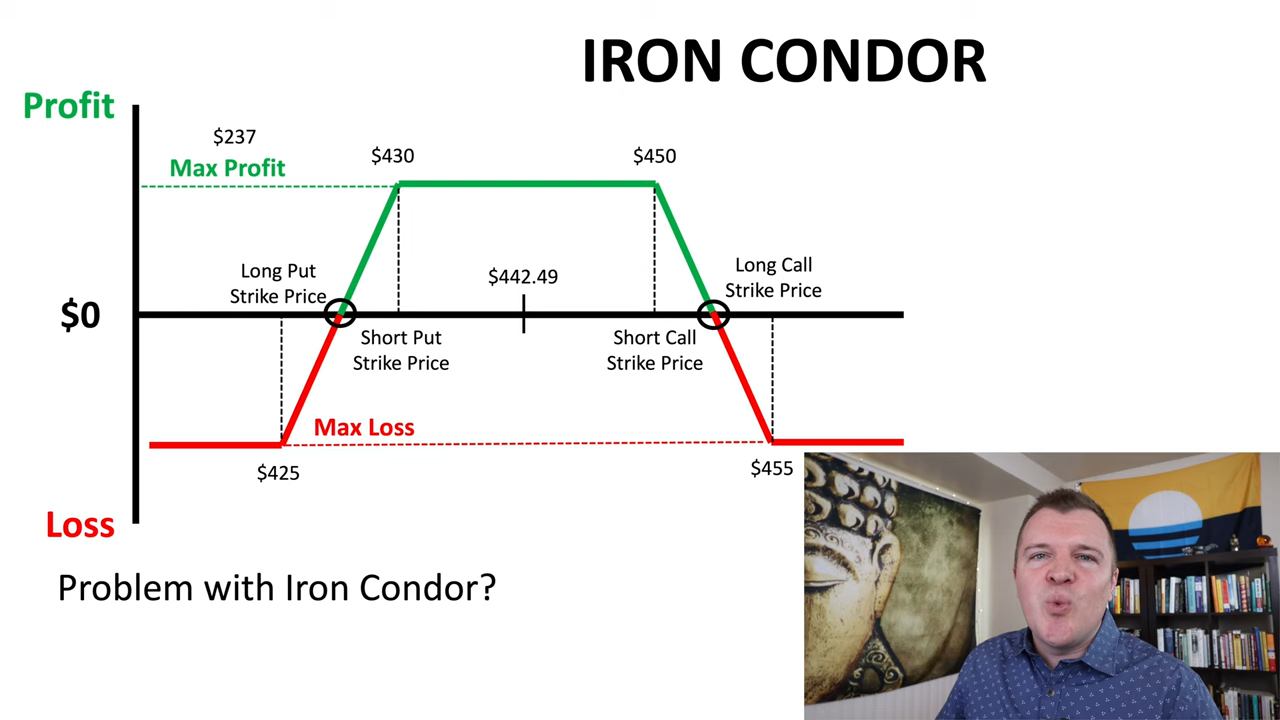 IRON CONDOR
Profit
$237
Max Profit
$430
$450
Long Put
Strike Price
$442.49
Long Call
Strike Price
$0
Short Put
Strike Price
Short Call
Strike Price
Max Loss
$425
$455
Loss
Problem with Iron Condor?